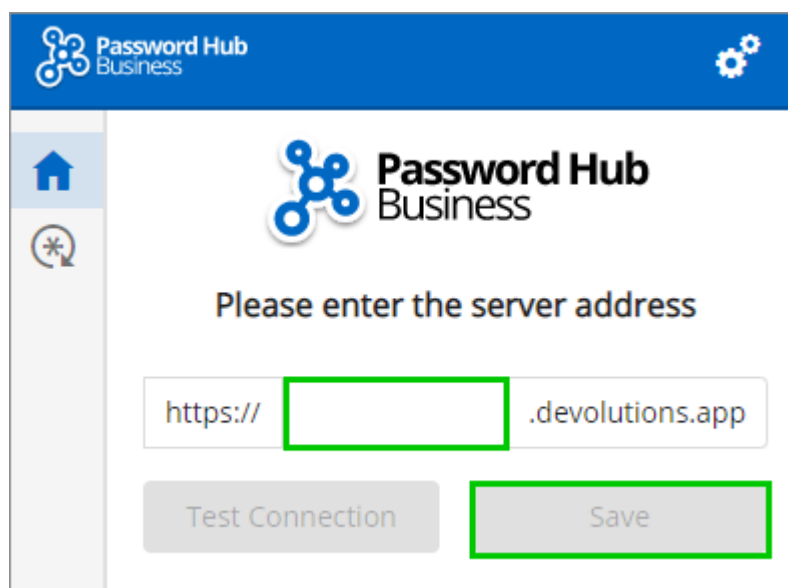 Password Hub
Business
Password Hub
Business
Please enter the server address
https:// .devolutions.app
Test Connection Save